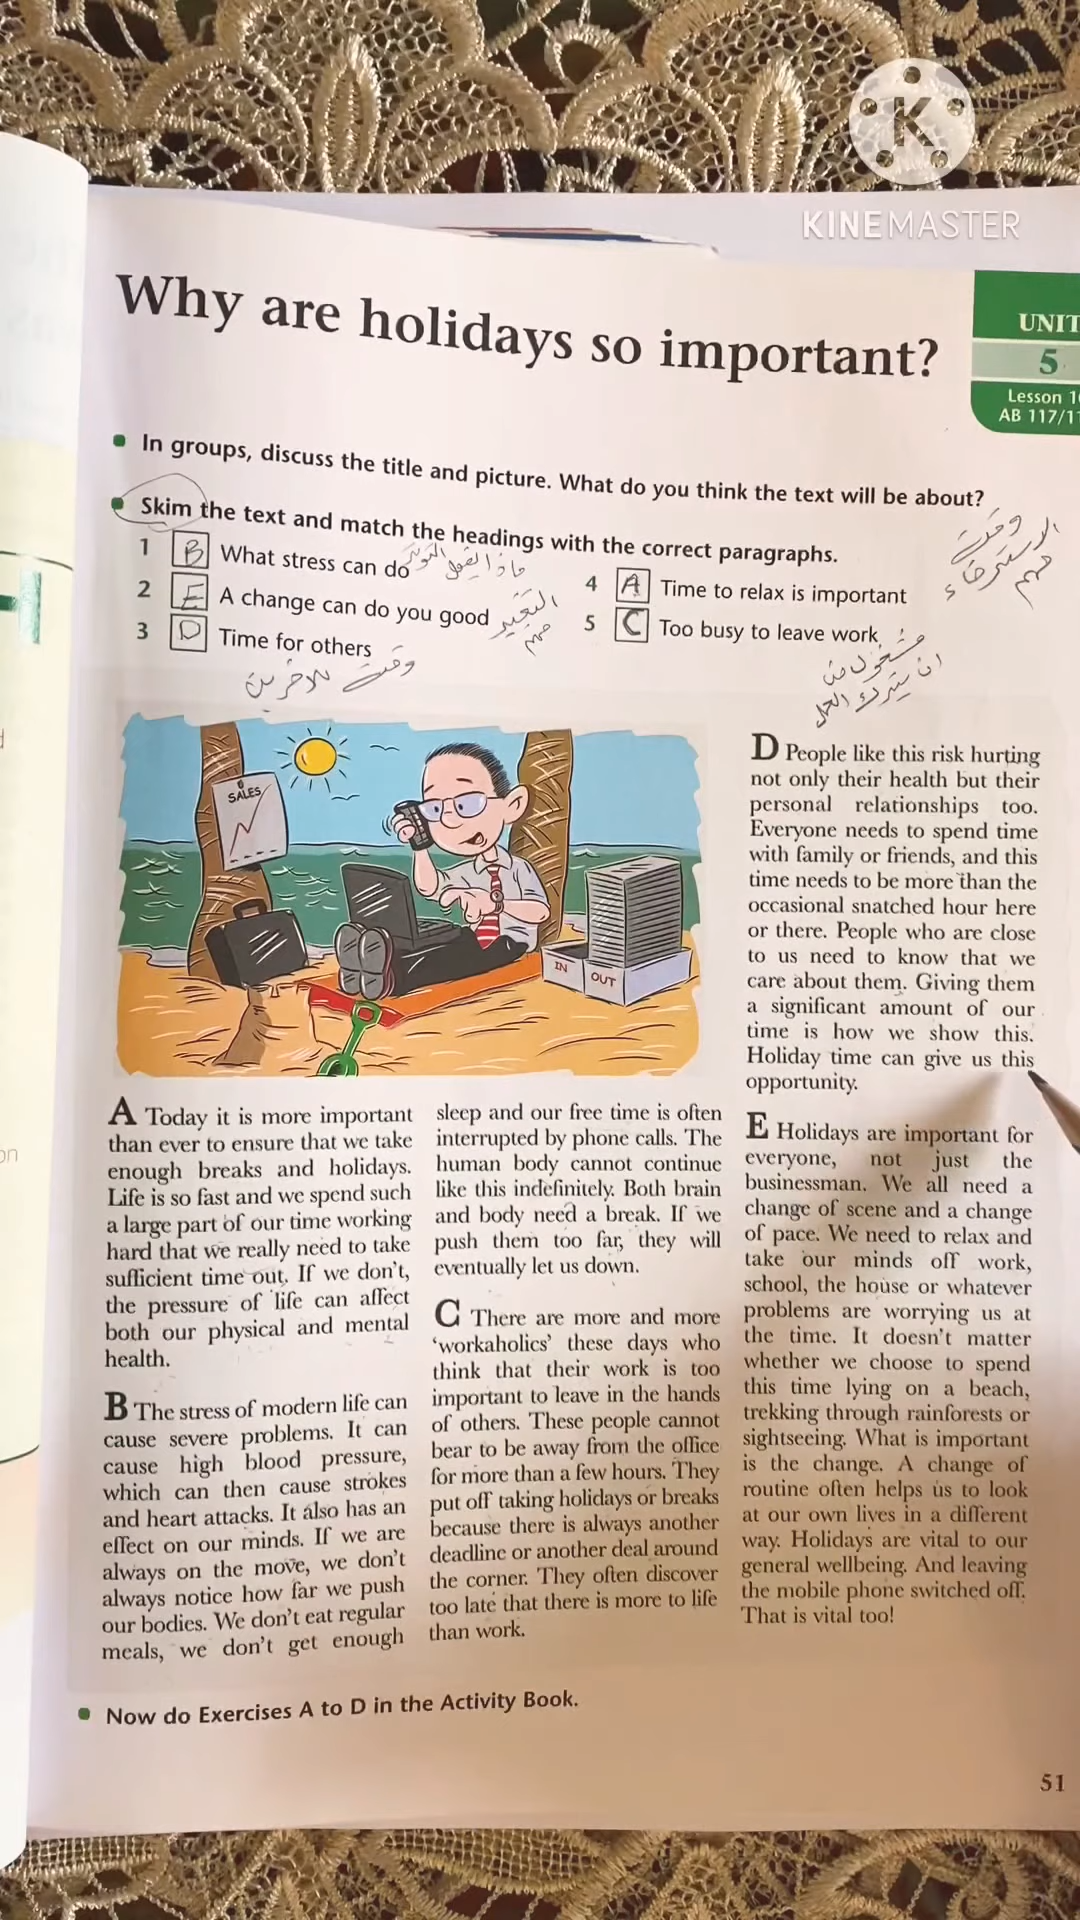 K
KINEMASTER
Why are holidays so important?
UNIT
5
Lesson 1
AB 117/1
In groups, discuss the title and picture. What do you think the text will be about?
Skim the text and match the headings with the correct paragraphs.
1 B What stress can do ماذا يفعل التوتر
2 E A change can do you good التغيير مهم
3 D Time for others وقت للاخرين
4 A Time to relax is important وقت الاسترخاء مهم
5 C Too busy to leave work مشغول من ان يترك العمل
SALES
IN
OUT
A Today it is more important
than ever to ensure that we take
enough breaks and holidays.
Life is so fast and we spend such
a large part of our time working
hard that we really need to take
sufficient time out. If we don't,
the pressure of life can affect
both our physical and mental
health.
B The stress of modern life can
cause severe problems. It can
cause high blood pressure,
which can then cause strokes
and heart attacks. It also has an
effect on our minds. If we are
always on the move, we don't
always notice how far we push
our bodies. We don't eat regular
meals, we don't get enough
sleep and our free time is often
interrupted by phone calls. The
human body cannot continue
like this indefinitely. Both brain
and body need a break. If we
push them too far, they will
eventually let us down.
C There are more and more
'workaholics' these days who
think that their work is too
important to leave in the hands
of others. These people cannot
bear to be away from the office
for more than a few hours. They
put off taking holidays or breaks
because there is always another
deadline or another deal around
the corner. They often discover
too late that there is more to life
than work.
D People like this risk hurting
not only their health but their
personal relationships too.
Everyone needs to spend time
with family or friends, and this
time needs to be more than the
occasional snatched hour here
or there. People who are close
to us need to know that we
care about them. Giving them
a significant amount of our
time is how we show this.
Holiday time can give us this
opportunity.
E Holidays are important for
everyone, not just the
businessman. We all need a
change of scene and a change
of pace. We need to relax and
take our minds off work,
school, the house or whatever
problems are worrying us at
the time. It doesn't matter
whether we choose to spend
this time lying on a beach,
trekking through rainforests or
sightseeing. What is important
is the change. A change of
routine often helps us to look
at our own lives in a different
way. Holidays are vital to our
general wellbeing. And leaving
the mobile phone switched off.
That is vital too!
Now do Exercises A to D in the Activity Book.
51